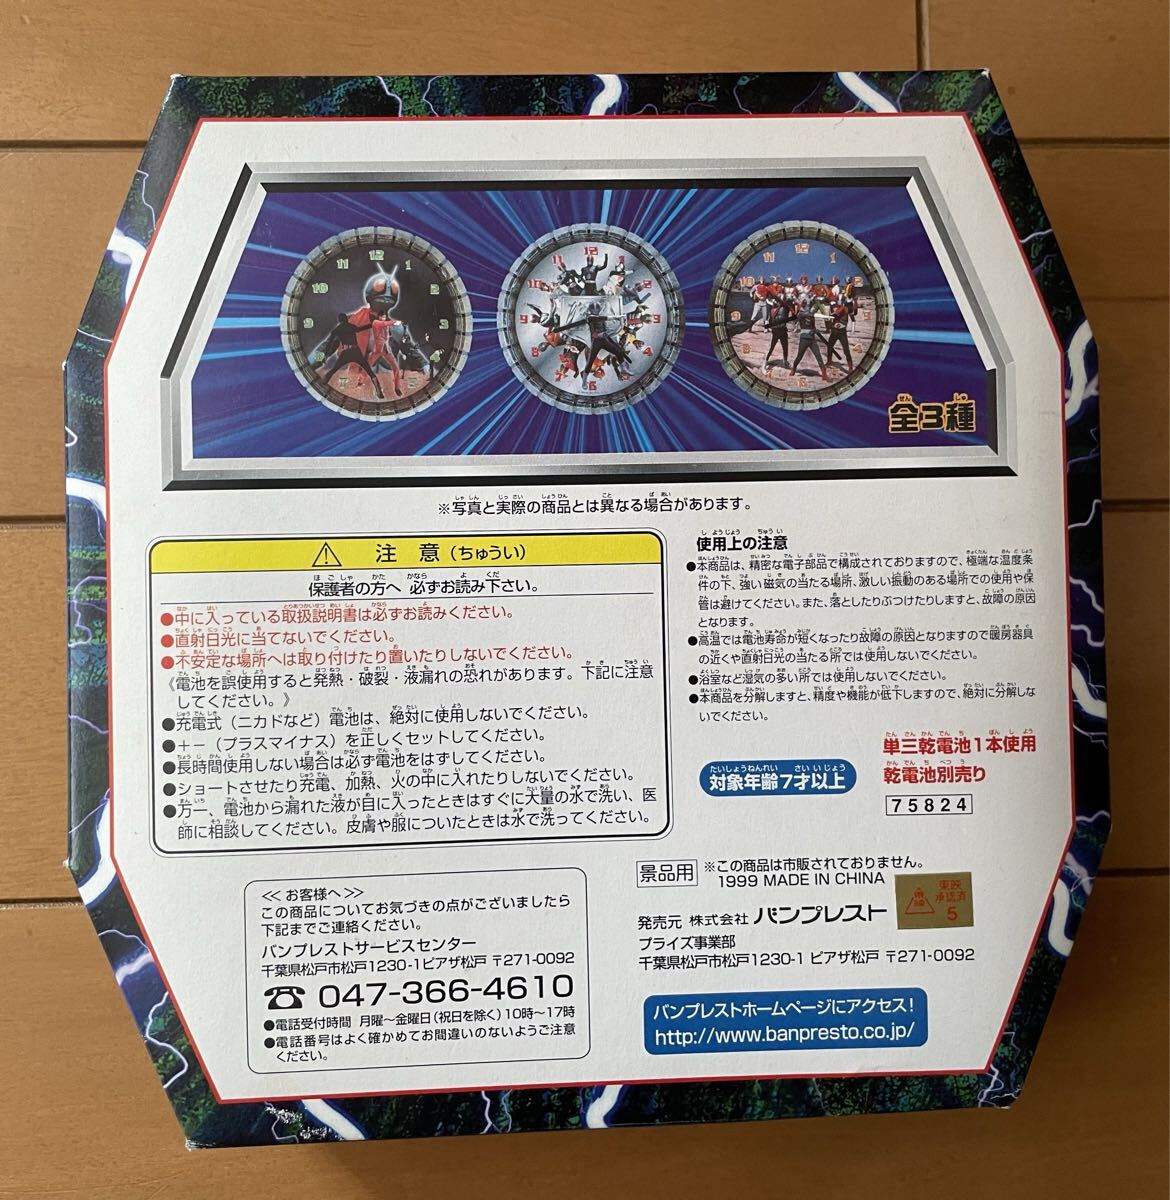 全3種
※写真と実際の商品とは異なる場合があります。
注意(ちゅうい)
保護者の方へ 必ずお読み下さい。
●中に入っている取扱説明書は必ずお読みください。
●直射日光に当てないでください。
●不安定な場所へは取り付けたり置いたりしないでください。
《電池を誤使用すると発熱・破裂・液漏れの恐れがあります。下記に注意
してください。》
●充電式(ニカドなど)電池は、絶対に使用しないでください。
●+-(プラスマイナス)を正しくセットしてください。
●長時間使用しない場合は必ず電池をはずしてください。
●ショートさせたり充電、加熱、火の中に入れたりしないでください。
●万一、電池から漏れた液が目に入ったときはすぐに大量の水で洗い、医
師に相談してください。皮膚や服についたときは水で洗ってください。
使用上の注意
●本商品は、精密な電子部品で構成されておりますので、極端な温度条
件の下、強い磁気の当たる場所、激しい振動のある場所での使用や保
管は避けてください。また、落としたりぶつけたりしますと、故障の原因
となります。
●高温では電池寿命が短くなったり故障の原因となりますので暖房器具
の近くや直射日光の当たる所では使用しないでください。
●浴室など湿気の多い所では使用しないでください。
●本商品を分解しますと、精度や機能が低下しますので、絶対に分解しな
いでください。
対象年齢7才以上
単三乾電池1本使用
乾電池別売り
75824
<<お客様へ>>
この商品についてお気づきの点がございましたら
下記までご連絡ください。
バンプレストサービスセンター
千葉県松戸市松戸1230-1ピアザ松戸 〒271-0092
☎ 047-366-4610
●電話受付時間 月曜〜金曜日(祝日を除く)10時〜17時
●電話番号はよく確かめてお間違いのないようご注意
ください。
景品用 ※この商品は市販されておりません。
1999 MADE IN CHINA
発売元 株式会社 バンプレスト
プライズ事業部
千葉県松戸市松戸1230-1 ピアザ松戸 〒271-0092
東映
承認済
5
バンプレストホームページにアクセス!
http://www.banpresto.co.jp/